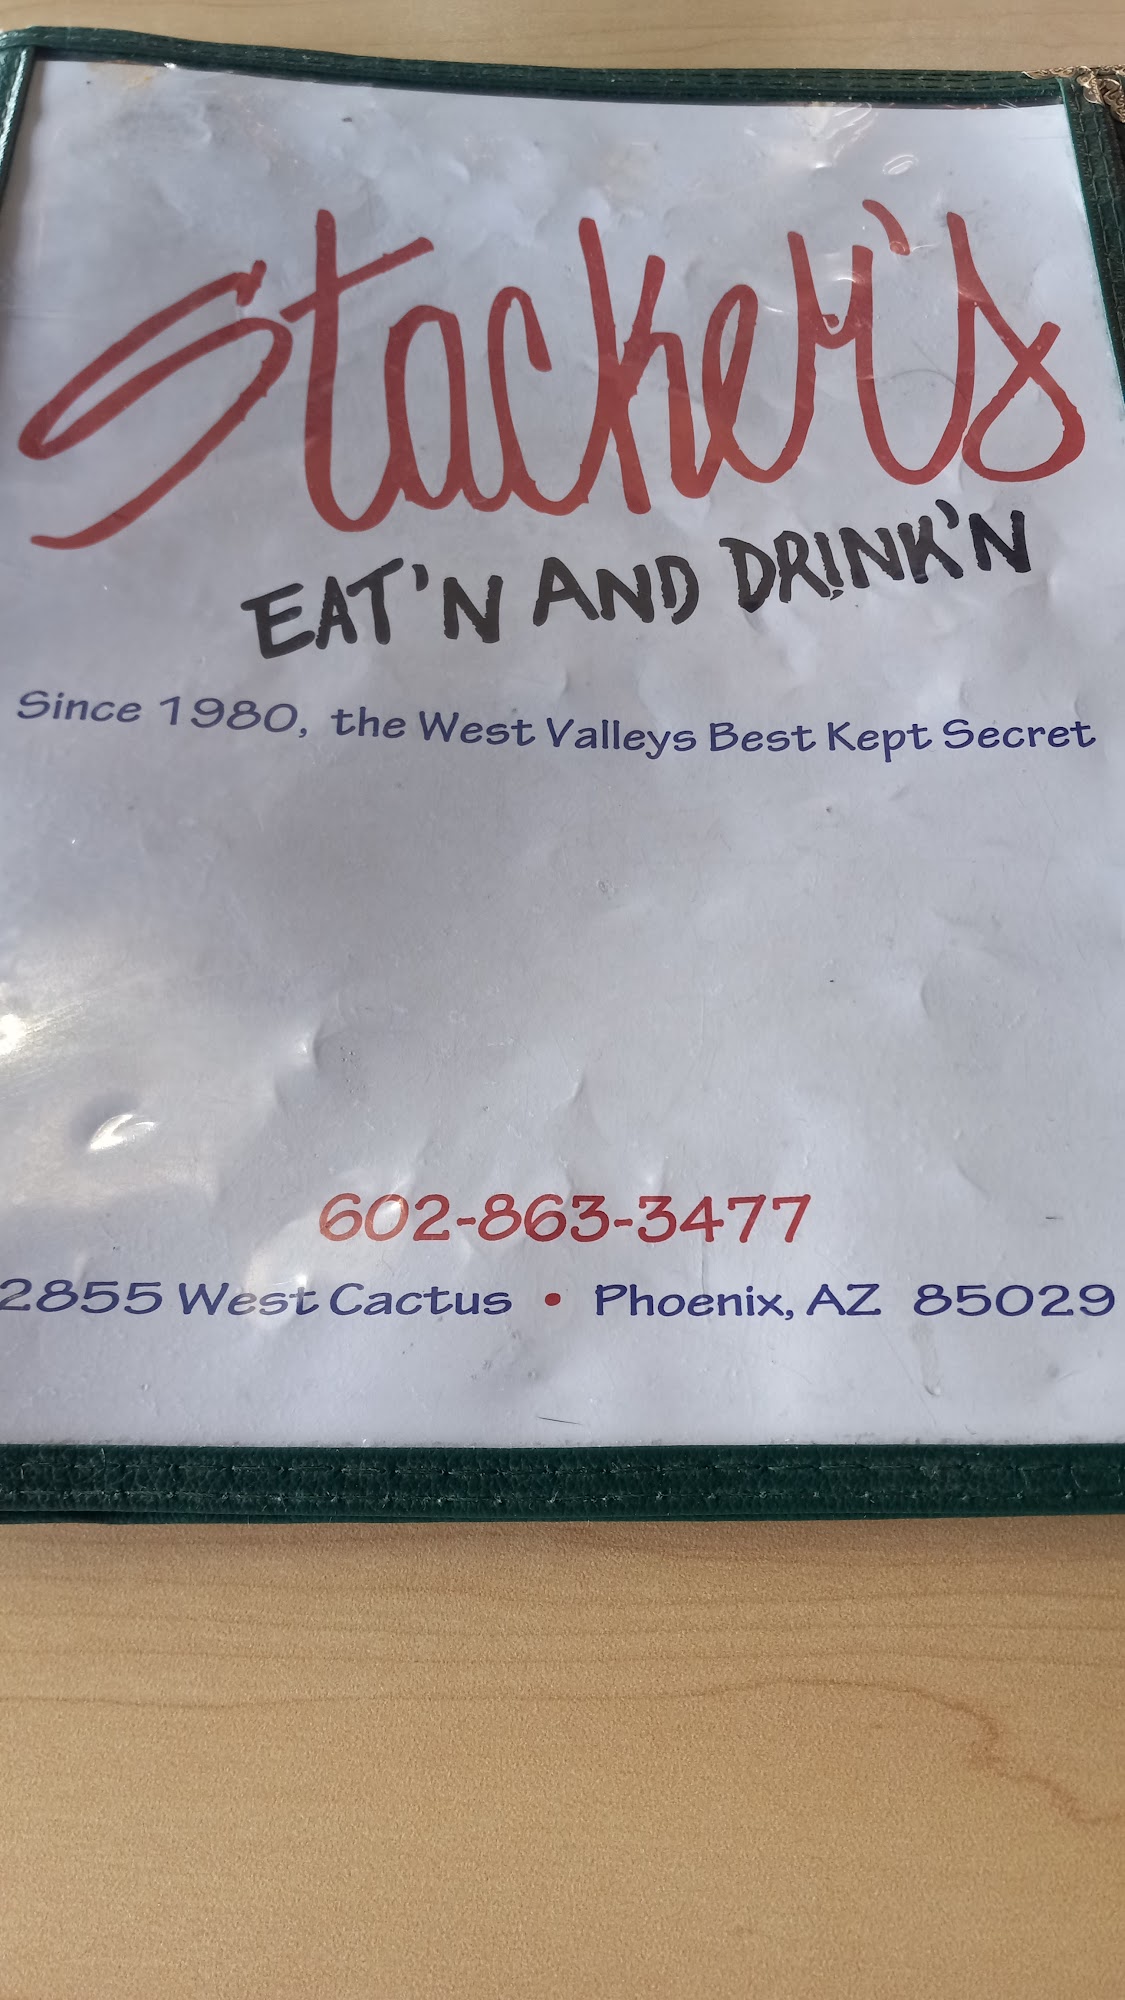 Stacker's
EAT'N AND DRINK'N
Since 1980, the West Valleys Best Kept Secret
602-863-3477
2855 West Cactus • Phoenix, AZ 85029